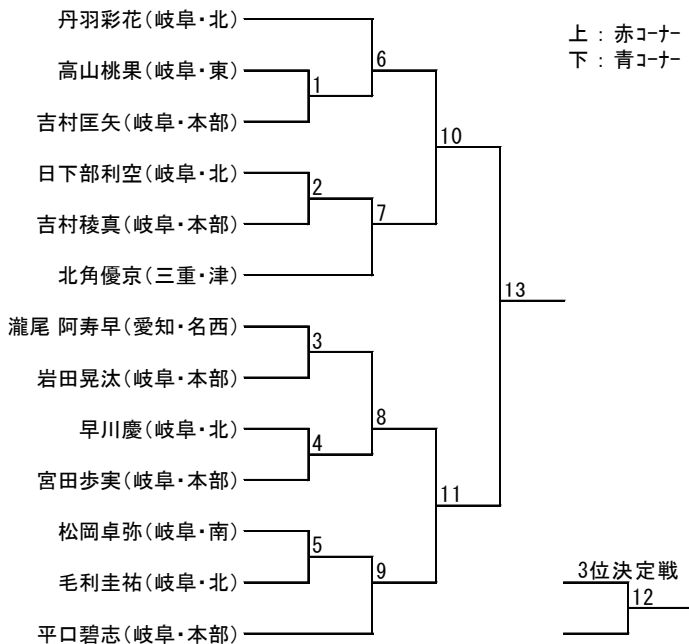 丹羽彩花(岐阜・北)
上 : 赤コーナー
下 : 青コーナー
6
高山桃果(岐阜・東)
1
吉村匡矢(岐阜・本部)
10
日下部利空(岐阜・北)
2
吉村稜真(岐阜・本部)
7
北角優京(三重・津)
13
瀧尾 阿寿早(愛知・名西)
3
岩田晃汰(岐阜・本部)
8
早川慶(岐阜・北)
4
宮田歩実(岐阜・本部)
11
松岡卓弥(岐阜・南)
5
9
3位決定戦
毛利圭祐(岐阜・北)
12
平口碧志(岐阜・本部)